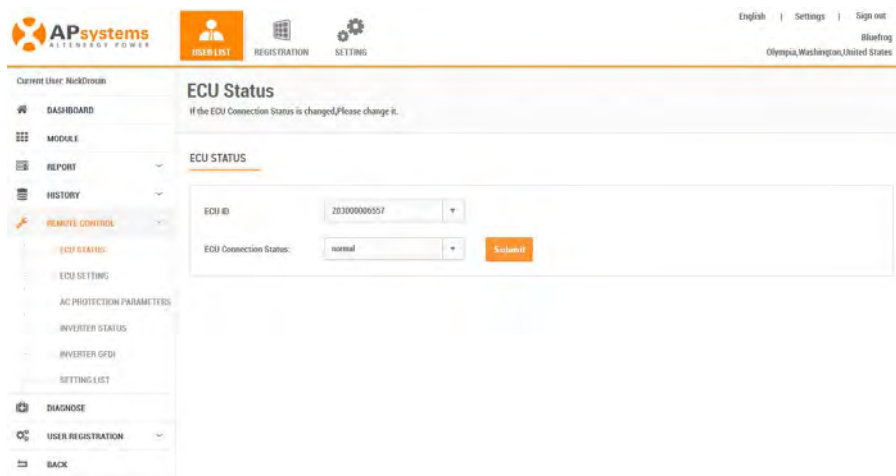 English | Settings | Sign out
APsystems
ALTENERGY POWER
USER LIST
REGISTRATION
SETTING
Bluefrog
Olympia,Washington,United States
Current User: NickDrouin
DASHBOARD
MODULE
REPORT
HISTORY
REMOTE CONTROL
ECU STATUS
ECU SETTING
AC PROTECTION PARAMETERS
INVERTER STATUS
INVERTER GFDI
SETTING LIST
DIAGNOSE
USER REGISTRATION
BACK
ECU Status
If the ECU Connection Status is changed,Please change it.
ECU STATUS
ECU ID
203000006557
ECU Connection Status:
normal
Submit